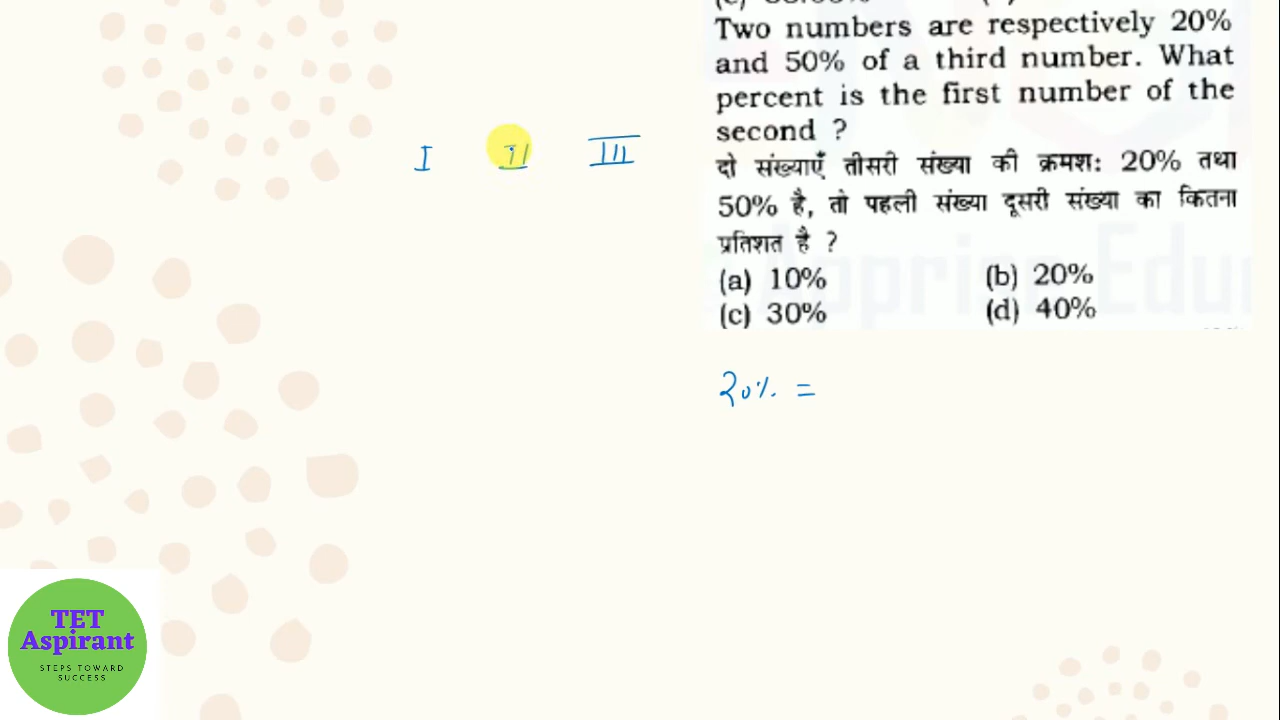 Two numbers are respectively 20%
and 50% of a third number. What
percent is the first number of the
second ?
दो संख्याएँ तीसरी संख्या की क्रमश: 20% तथा
50% है, तो पहली संख्या दूसरी संख्या का कितना
प्रतिशत है ?
(a) 10% (b) 20%
(c) 30% (d) 40%
I II III
20% =
TET
Aspirant
STEPS TOWARD
SUCCESS